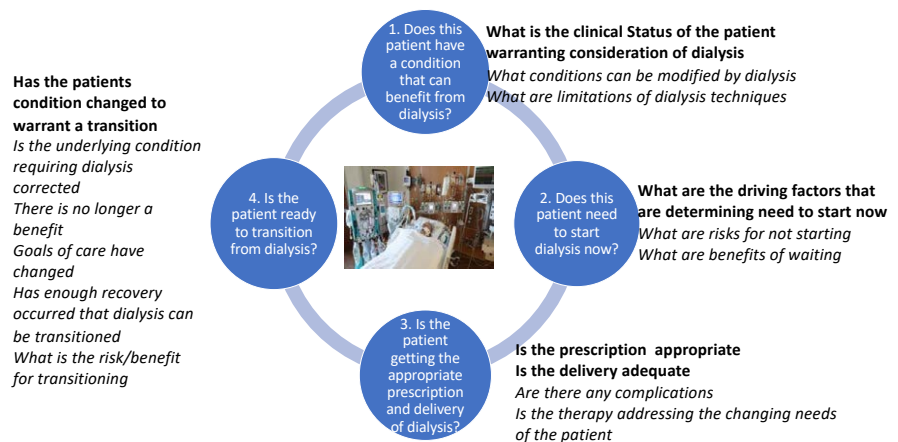 1. Does this
patient have
a condition
that can
benefit from
dialysis?
What is the clinical Status of the patient
warranting consideration of dialysis
What conditions can be modified by dialysis
What are limitations of dialysis techniques
2. Does this
patient need
to start
dialysis now?
What are the driving factors that
are determining need to start now
What are risks for not starting
What are benefits of waiting
3. Is the
patient
getting the
appropriate
prescription
and delivery
of dialysis?
Is the prescription appropriate
Is the delivery adequate
Are there any complications
Is the therapy addressing the changing needs
of the patient
4. Is the
patient ready
to transition
from dialysis?
Has the patients
condition changed to
warrant a transition
Is the underlying condition
requiring dialysis
corrected
There is no longer a
benefit
Goals of care have
changed
Has enough recovery
occurred that dialysis can
be transitioned
What is the risk/benefit
for transitioning